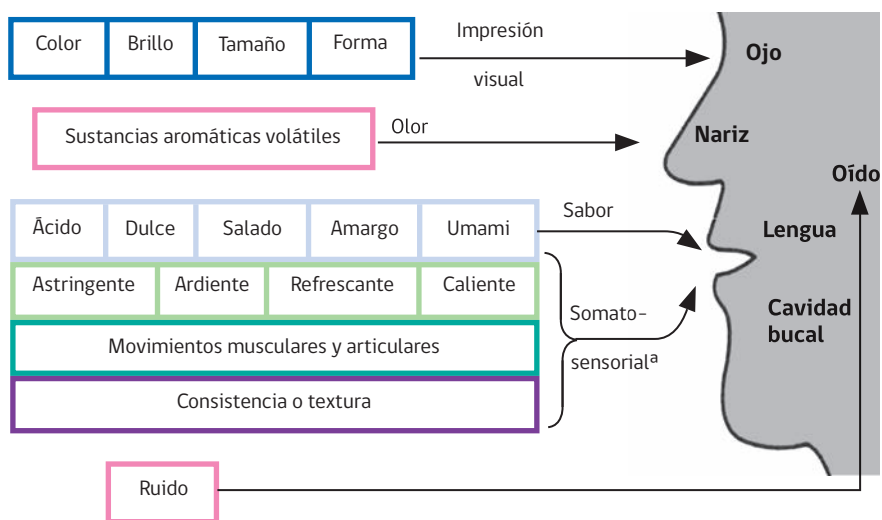 Color Brillo Tamaño Forma
Impresión
visual
Ojo
Sustancias aromáticas volátiles
Olor
Nariz
Oído
Ācido Dulce Salado Amargo Umami
Sabor
Lengua
Astringente Ardiente Refrescante Caliente
Somato-
sensorialª
Cavidad
bucal
Movimientos musculares y articulares
Consistencia o textura
Ruido